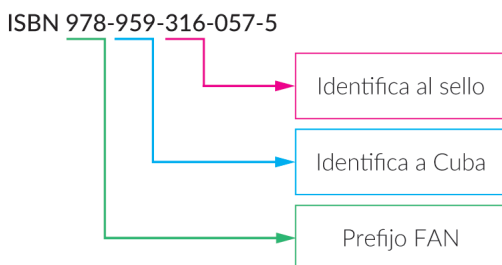 ISBN 978-959-316-057-5
Identifica al sello
Identifica a Cuba
Prefijo FAN